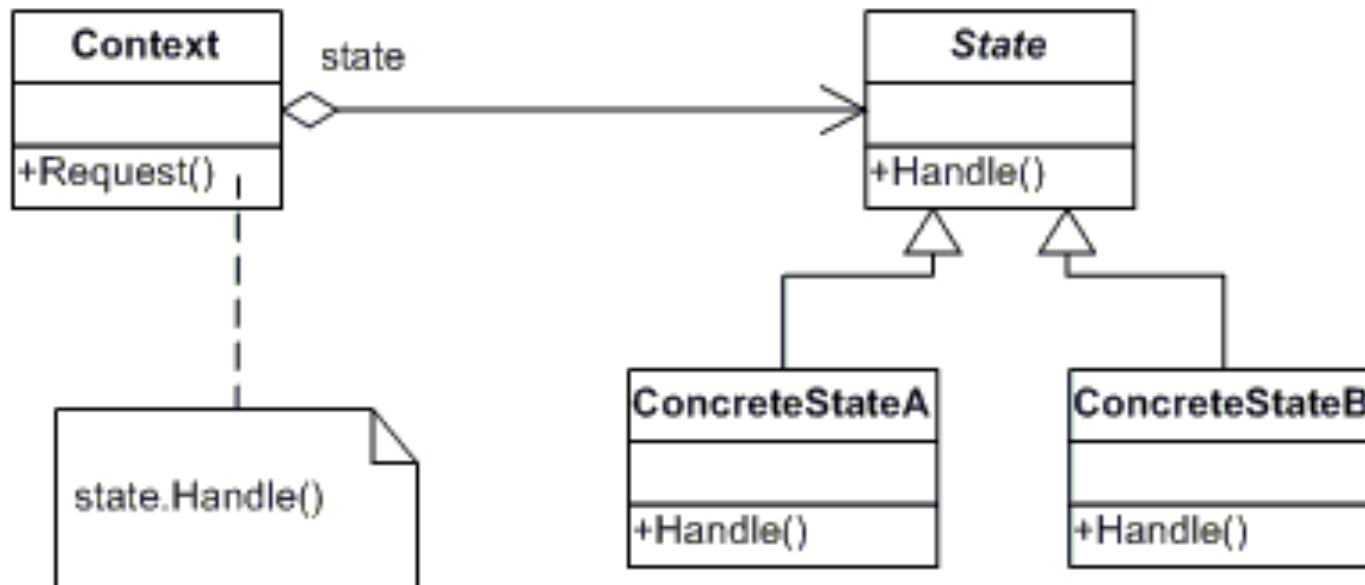 Context
state
State
+Request()
+Handle()
ConcreteStateA
ConcreteStateB
state.Handle()
+Handle()
+Handle()